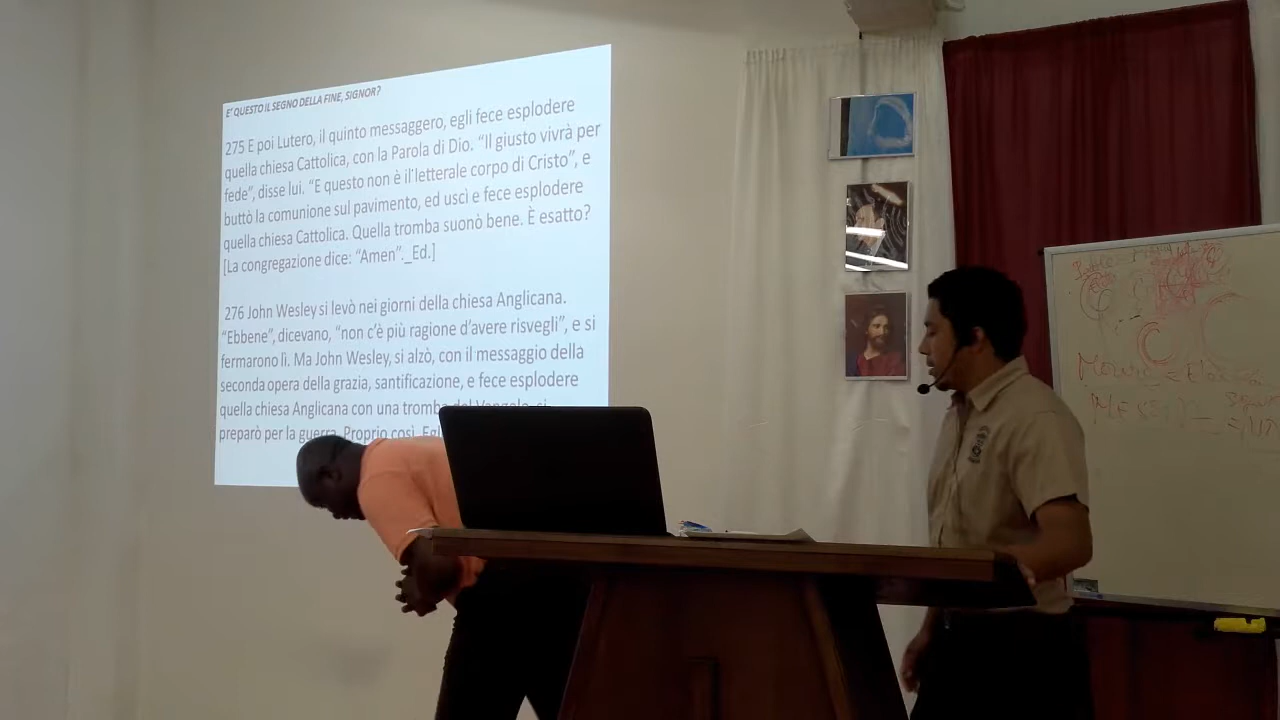 E' QUESTO IL SEGNO DELLA FINE, SIGNOR?
275 E poi Lutero, il quinto messaggero, egli fece esplodere
quella chiesa Cattolica, con la Parola di Dio. “Il giusto vivrà per
fede”, disse lui. “E questo non è il letterale corpo di Cristo”, e
buttò la comunione sul pavimento, ed uscì e fece esplodere
quella chiesa Cattolica. Quella tromba suonò bene. È esatto?
[La congregazione dice: “Amen”._Ed.]
276 John Wesley si levò nei giorni della chiesa Anglicana.
“Ebbene”, dicevano, “non c’è più ragione d’avere risvegli”, e si
fermarono lì. Ma John Wesley, si alzò, con il messaggio della
seconda opera della grazia, santificazione, e fece esplodere
quella chiesa Anglicana con una tromba del Vangelo, si
preparò per la guerra. Proprio così.